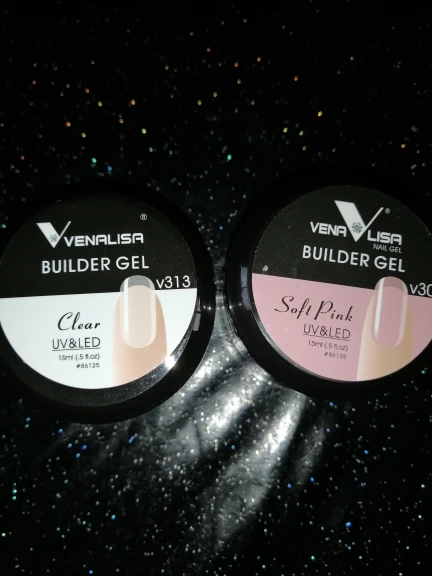 VENALISA ®
BUILDER GEL
v313
Clear
UV&LED
15ml (.5 fl.oz)
#86125
VENALISA ®
NAIL GEL
BUILDER GEL
v30
Soft Pink
UV&LED
15ml (.5 fl.oz)
#86125